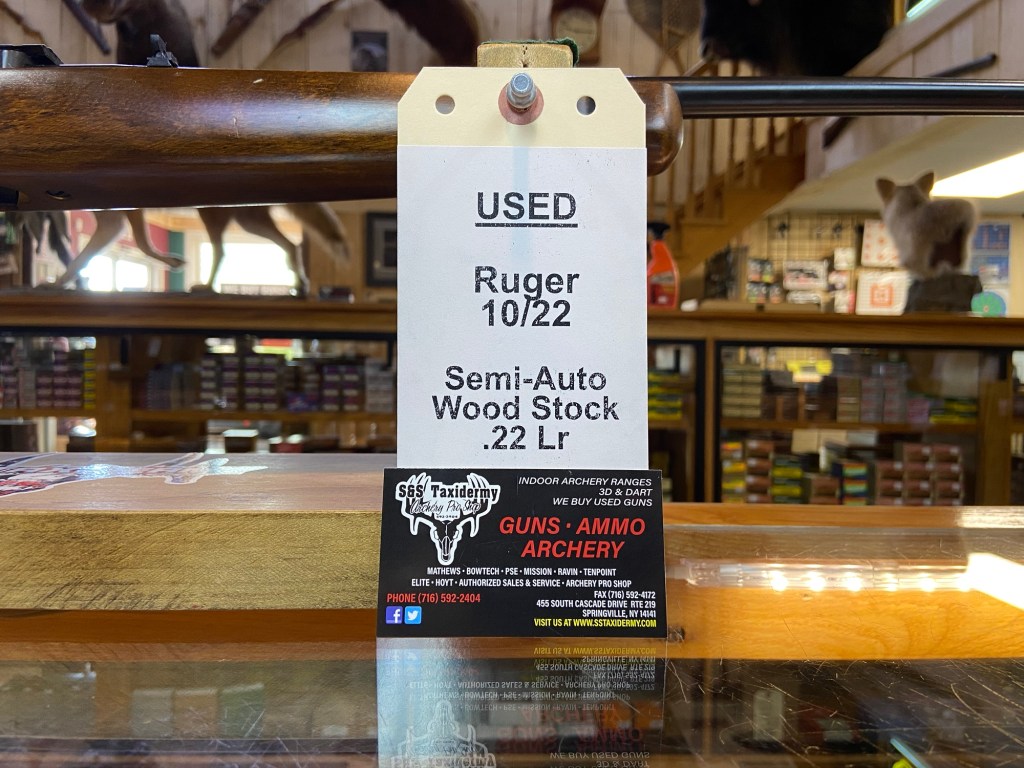 USED
Ruger
10/22
Semi-Auto
Wood Stock
.22 Lr
S&S Taxidermy
Archery Pro Shop
INDOOR ARCHERY RANGES
3D & DART
WE BUY USED GUNS
GUNS · AMMO
ARCHERY
MATHEWS · BOWTECH · PSE · MISSION · RAVIN · TENPOINT
ELITE · HOYT · AUTHORIZED SALES & SERVICE · ARCHERY PRO SHOP
PHONE (716) 592-2404
FAX (716) 592-4172
455 SOUTH CASCADE DRIVE RTE 219
SPRINGVILLE, NY 14141
VISIT US AT WWW.SSTAXIDERMY.COM